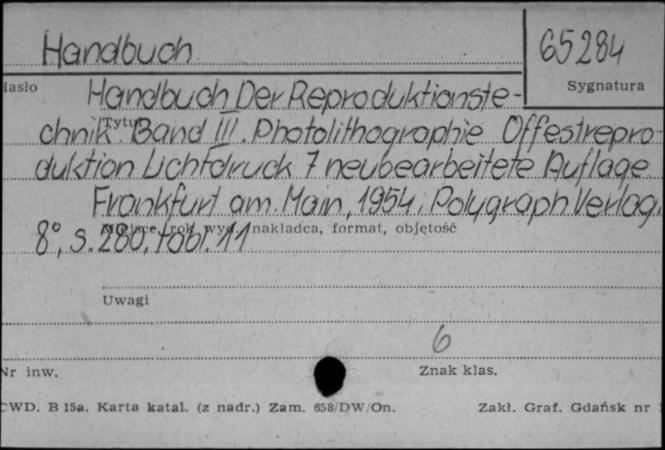 Handbuch
65284
Hasło
Sygnatura
Handbuch Der Reproduktionste-
chnik. Band III. Photolithographie Offestrepro
Tytuł
duktion Lichtdruck 7 neubearbeitete Auflage.
Frankfurt am. Main, 1954, Polygraph Verlag,
8°, s. 280, tabl. 11
Miejsce, rok wyd., nakładca, format, objętość
Uwagi
6
Nr inw.
Znak klas.
CWD. B 15a. Karta katal. (z nadr.) Zam. 658/DW/On.
Zakł. Graf. Gdańsk nr